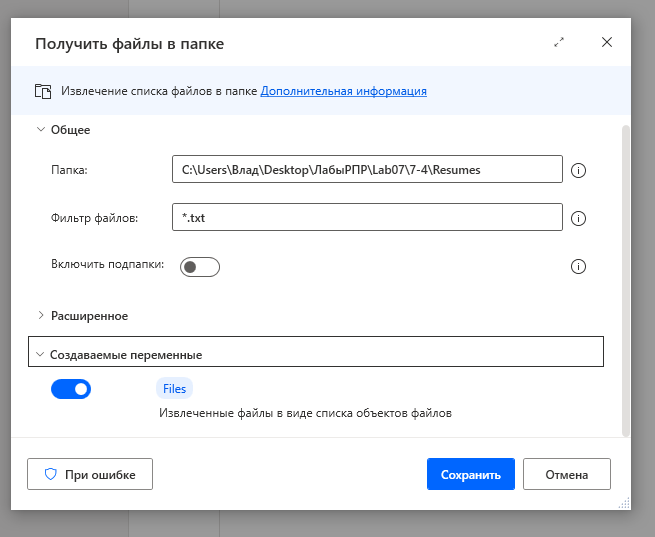 Получить файлы в папке
Извлечение списка файлов в папке Дополнительная информация
Общее
Папка: C:\Users\Влад\Desktop\ЛабыРПР\Lab07\7-4\Resumes
Фильтр файлов: *.txt
Включить подпапки:
Расширенное
Создаваемые переменные
Files
Извлеченные файлы в виде списка объектов файлов
При ошибке Сохранить Отмена